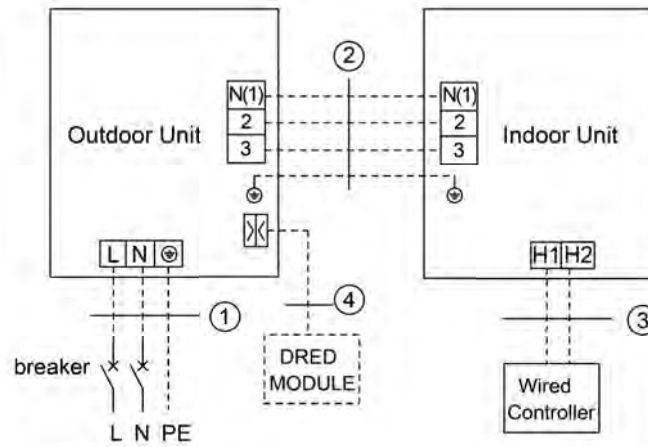 ②
N(1)
2
3
Outdoor Unit
N(1)
2
3
Indoor Unit
L N
H1 H2
①
④
③
breaker
DRED
MODULE
Wired
Controller
L N PE